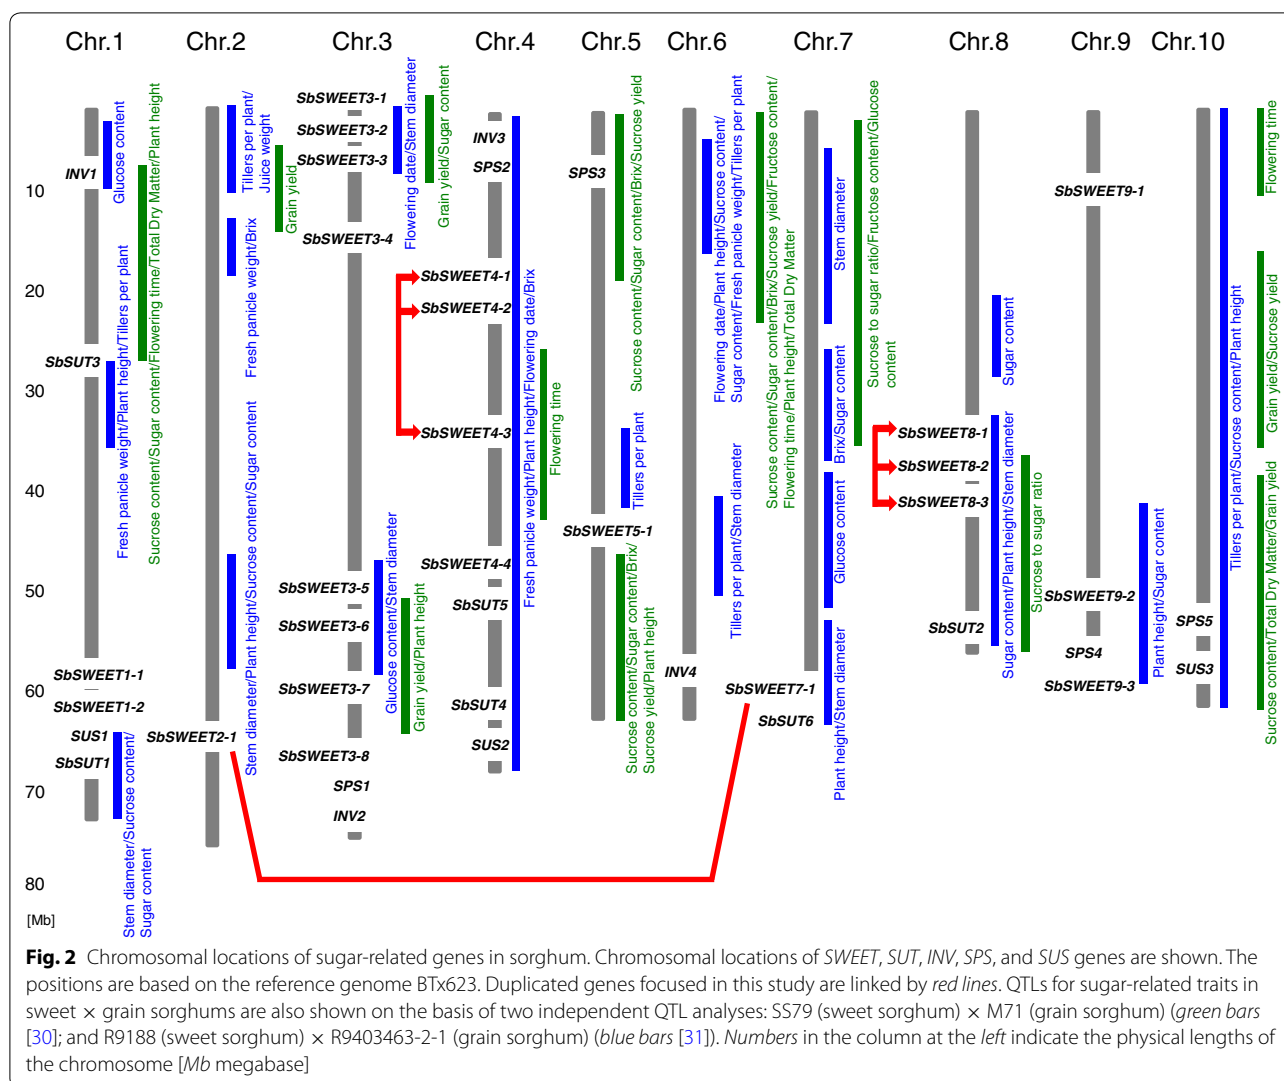 Chr.1 Chr.2 Chr.3 Chr.4 Chr.5 Chr.6 Chr.7 Chr.8 Chr.9 Chr.10
10
20
30
40
50
60
70
80
[Mb]
INV1
SbSUT3
SbSWEET1-1
SbSWEET1-2
SUS1
SbSUT1
Glucose content
Fresh panicle weight/Plant height/Tillers per plant
Stem diameter/Sucrose content/
Sugar content
Sucrose content/Sugar content/Flowering time/Total Dry Matter/Plant height
SbSWEET2-1
Tillers per plant/
Juice weight
Fresh panicle weight/Brix
Stem diameter/Plant height/Sucrose content/Sugar content
Grain yield
SbSWEET3-1
SbSWEET3-2
SbSWEET3-3
SbSWEET3-4
SbSWEET3-5
SbSWEET3-6
SbSWEET3-7
SbSWEET3-8
SPS1
INV2
Flowering date/Stem diameter
Grain yield/Sugar content
Glucose content/Stem diameter
Grain yield/Plant height
INV3
SPS2
SbSWEET4-1
SbSWEET4-2
SbSWEET4-3
SbSWEET4-4
SbSUT5
SbSUT4
SUS2
Fresh panicle weight/Plant height/Flowering date/Brix
Flowering time
SPS3
SbSWEET5-1
Sucrose content/Sugar content/Brix/Sucrose yield
Tillers per plant
Sucrose content/Sugar content/Brix/
Sucrose yield/Plant height
INV4
Flowering date/Plant height/Sucrose content/
Sugar content/Fresh panicle weight/Tillers per plant
Tillers per plant/Stem diameter
Sucrose content/Sugar content/Brix/Sucrose yield/Fructose content/
Flowering time/Plant height/Total Dry Matter
SbSWEET7-1
SbSUT6
Stem diameter
Brix/Sugar content
Glucose content
Plant height/Stem diameter
Sucrose to sugar ratio/Fructose content/Glucose
content
SbSWEET8-1
SbSWEET8-2
SbSWEET8-3
SbSUT2
Sugar content
Sugar content/Plant height/Stem diameter
Sucrose to sugar ratio
SbSWEET9-1
SbSWEET9-2
SPS4
SbSWEET9-3
Plant height/Sugar content
SPS5
SUS3
Tillers per plant/Sucrose content/Plant height
Flowering time
Grain yield/Sucrose yield
Sucrose content/Total Dry Matter/Grain yield
Fig. 2 Chromosomal locations of sugar-related genes in sorghum. Chromosomal locations of SWEET, SUT, INV, SPS, and SUS genes are shown. The
positions are based on the reference genome BTx623. Duplicated genes focused in this study are linked by red lines. QTLs for sugar-related traits in
sweet × grain sorghums are also shown on the basis of two independent QTL analyses: SS79 (sweet sorghum) × M71 (grain sorghum) (green bars
[30]; and R9188 (sweet sorghum) × R9403463-2-1 (grain sorghum) (blue bars [31]). Numbers in the column at the left indicate the physical lengths of
the chromosome [Mb megabase]